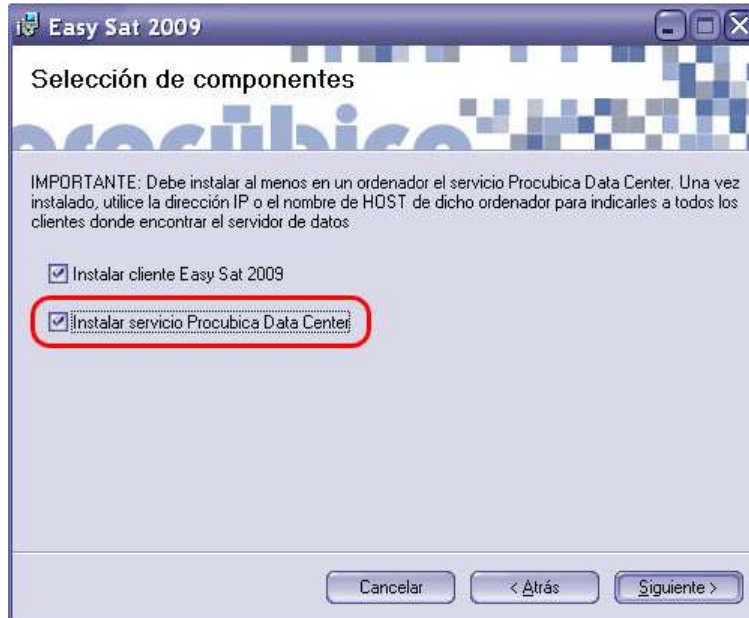 Easy Sat 2009
Selección de componentes
procúbica
IMPORTANTE: Debe instalar al menos en un ordenador el servicio Procubica Data Center. Una vez
instalado, utilice la dirección IP o el nombre de HOST de dicho ordenador para indicarles a todos los
clientes donde encontrar el servidor de datos
Instalar cliente Easy Sat 2009
Instalar servicio Procubica Data Center
Cancelar
< Atrás
Siguiente >